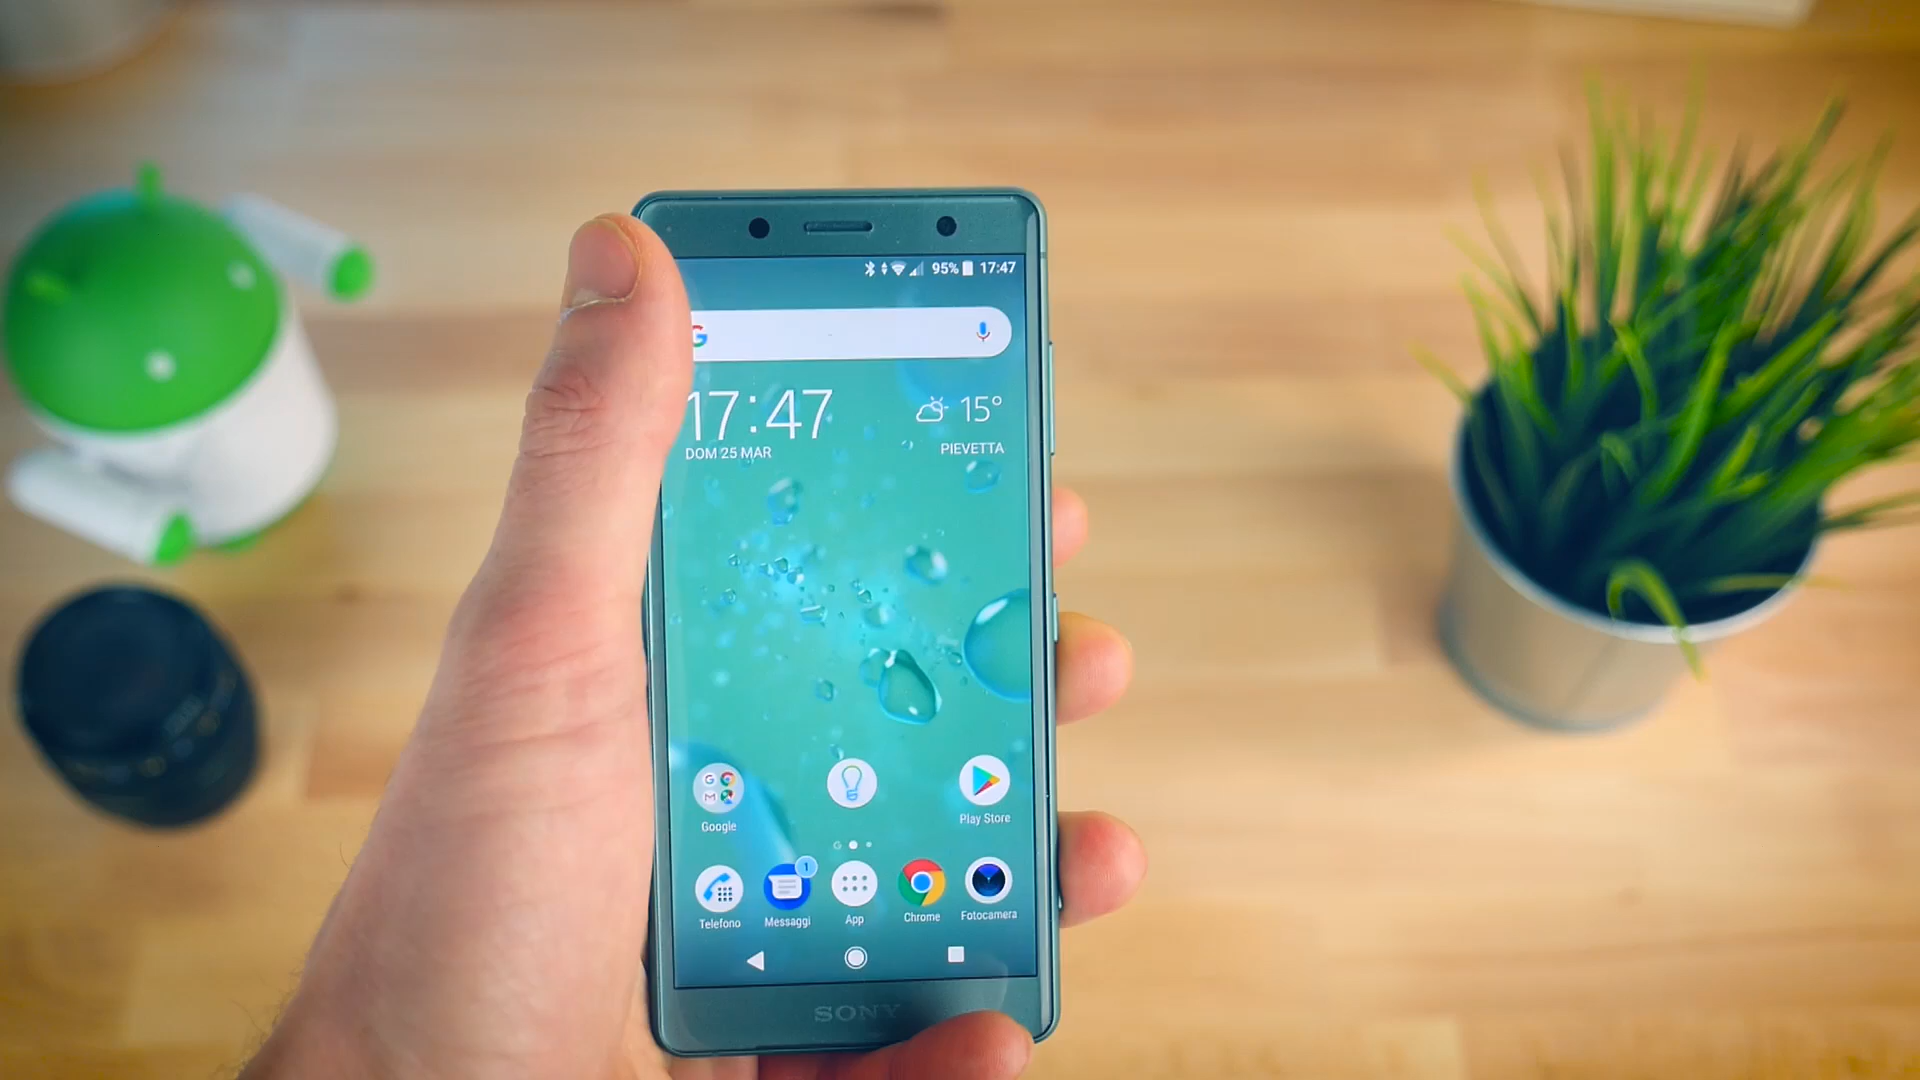 95% 17:47
G
17:47
15°
DOM 25 MAR
PIEVETTA
Google
Play Store
1
Telefono
Messaggi
App
Chrome
Fotocamera
SONY